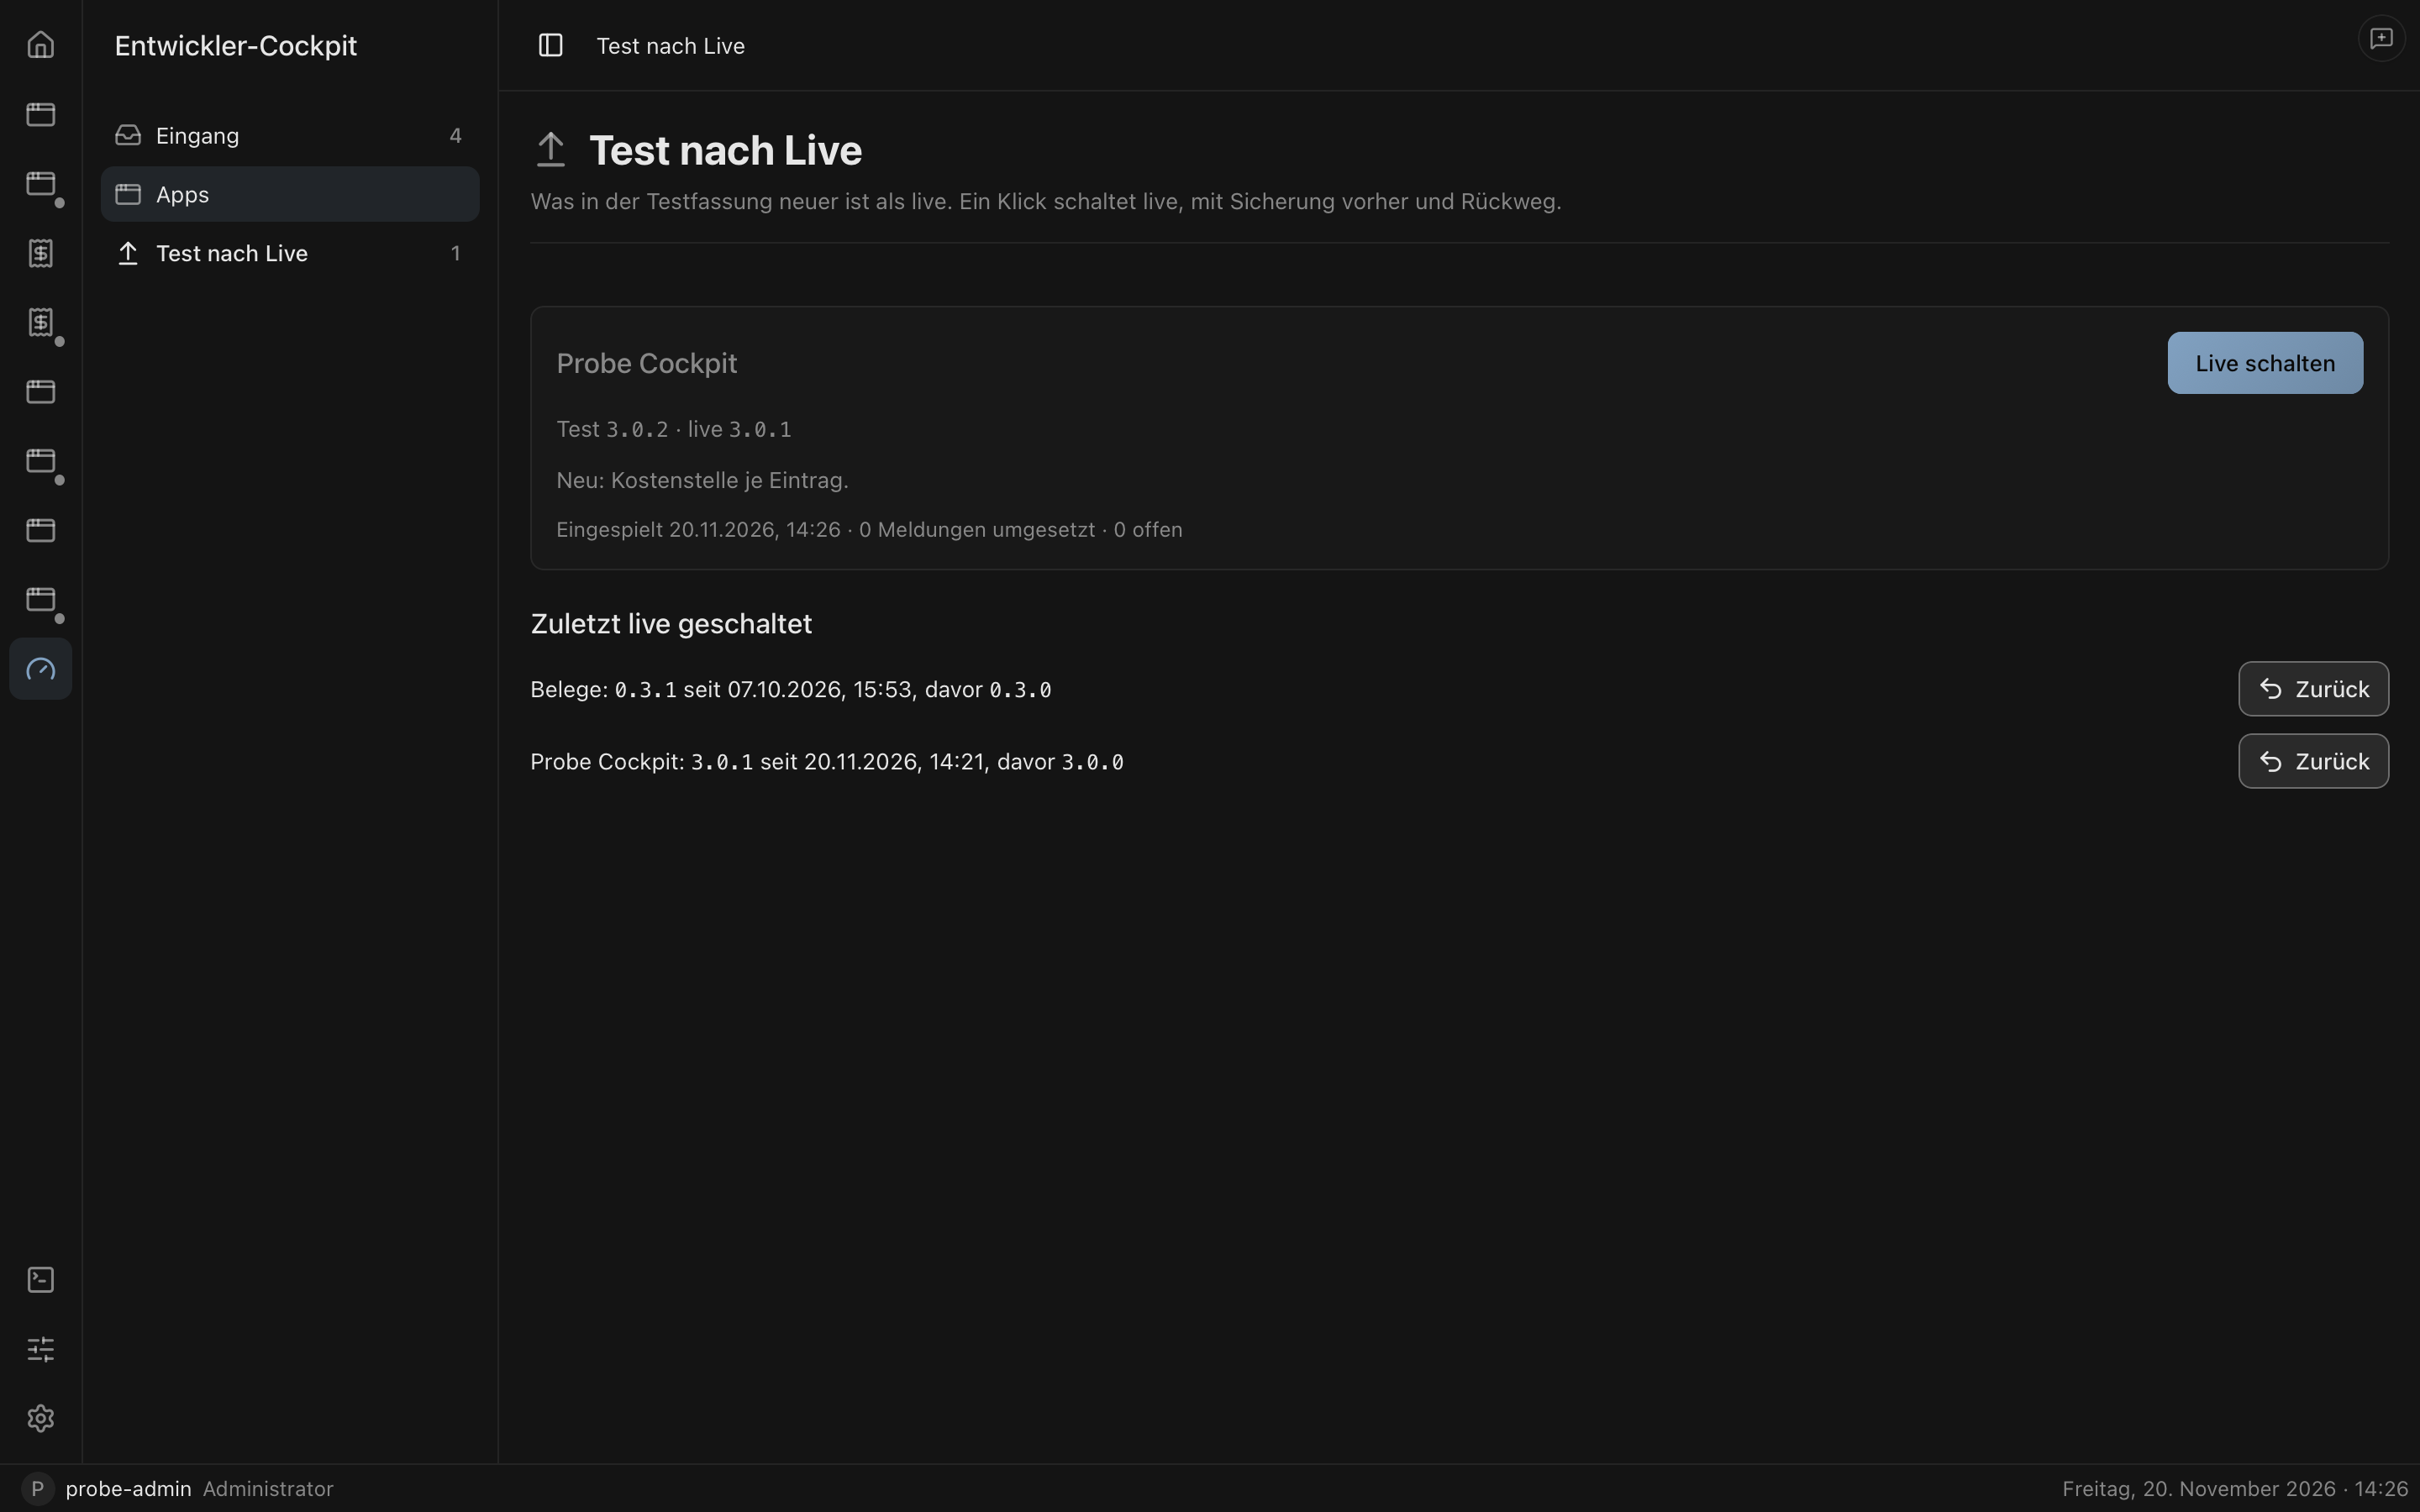 Entwickler-Cockpit
Eingang 4
Apps
Test nach Live 1
Test nach Live
Test nach Live
Was in der Testfassung neuer ist als live. Ein Klick schaltet live, mit Sicherung vorher und Rückweg.
Probe Cockpit
Live schalten
Test 3.0.2 · live 3.0.1
Neu: Kostenstelle je Eintrag.
Eingespielt 20.11.2026, 14:26 · 0 Meldungen umgesetzt · 0 offen
Zuletzt live geschaltet
Belege: 0.3.1 seit 07.10.2026, 15:53, davor 0.3.0
Zurück
Probe Cockpit: 3.0.1 seit 20.11.2026, 14:21, davor 3.0.0
Zurück
P probe-admin Administrator
Freitag, 20. November 2026 · 14:26